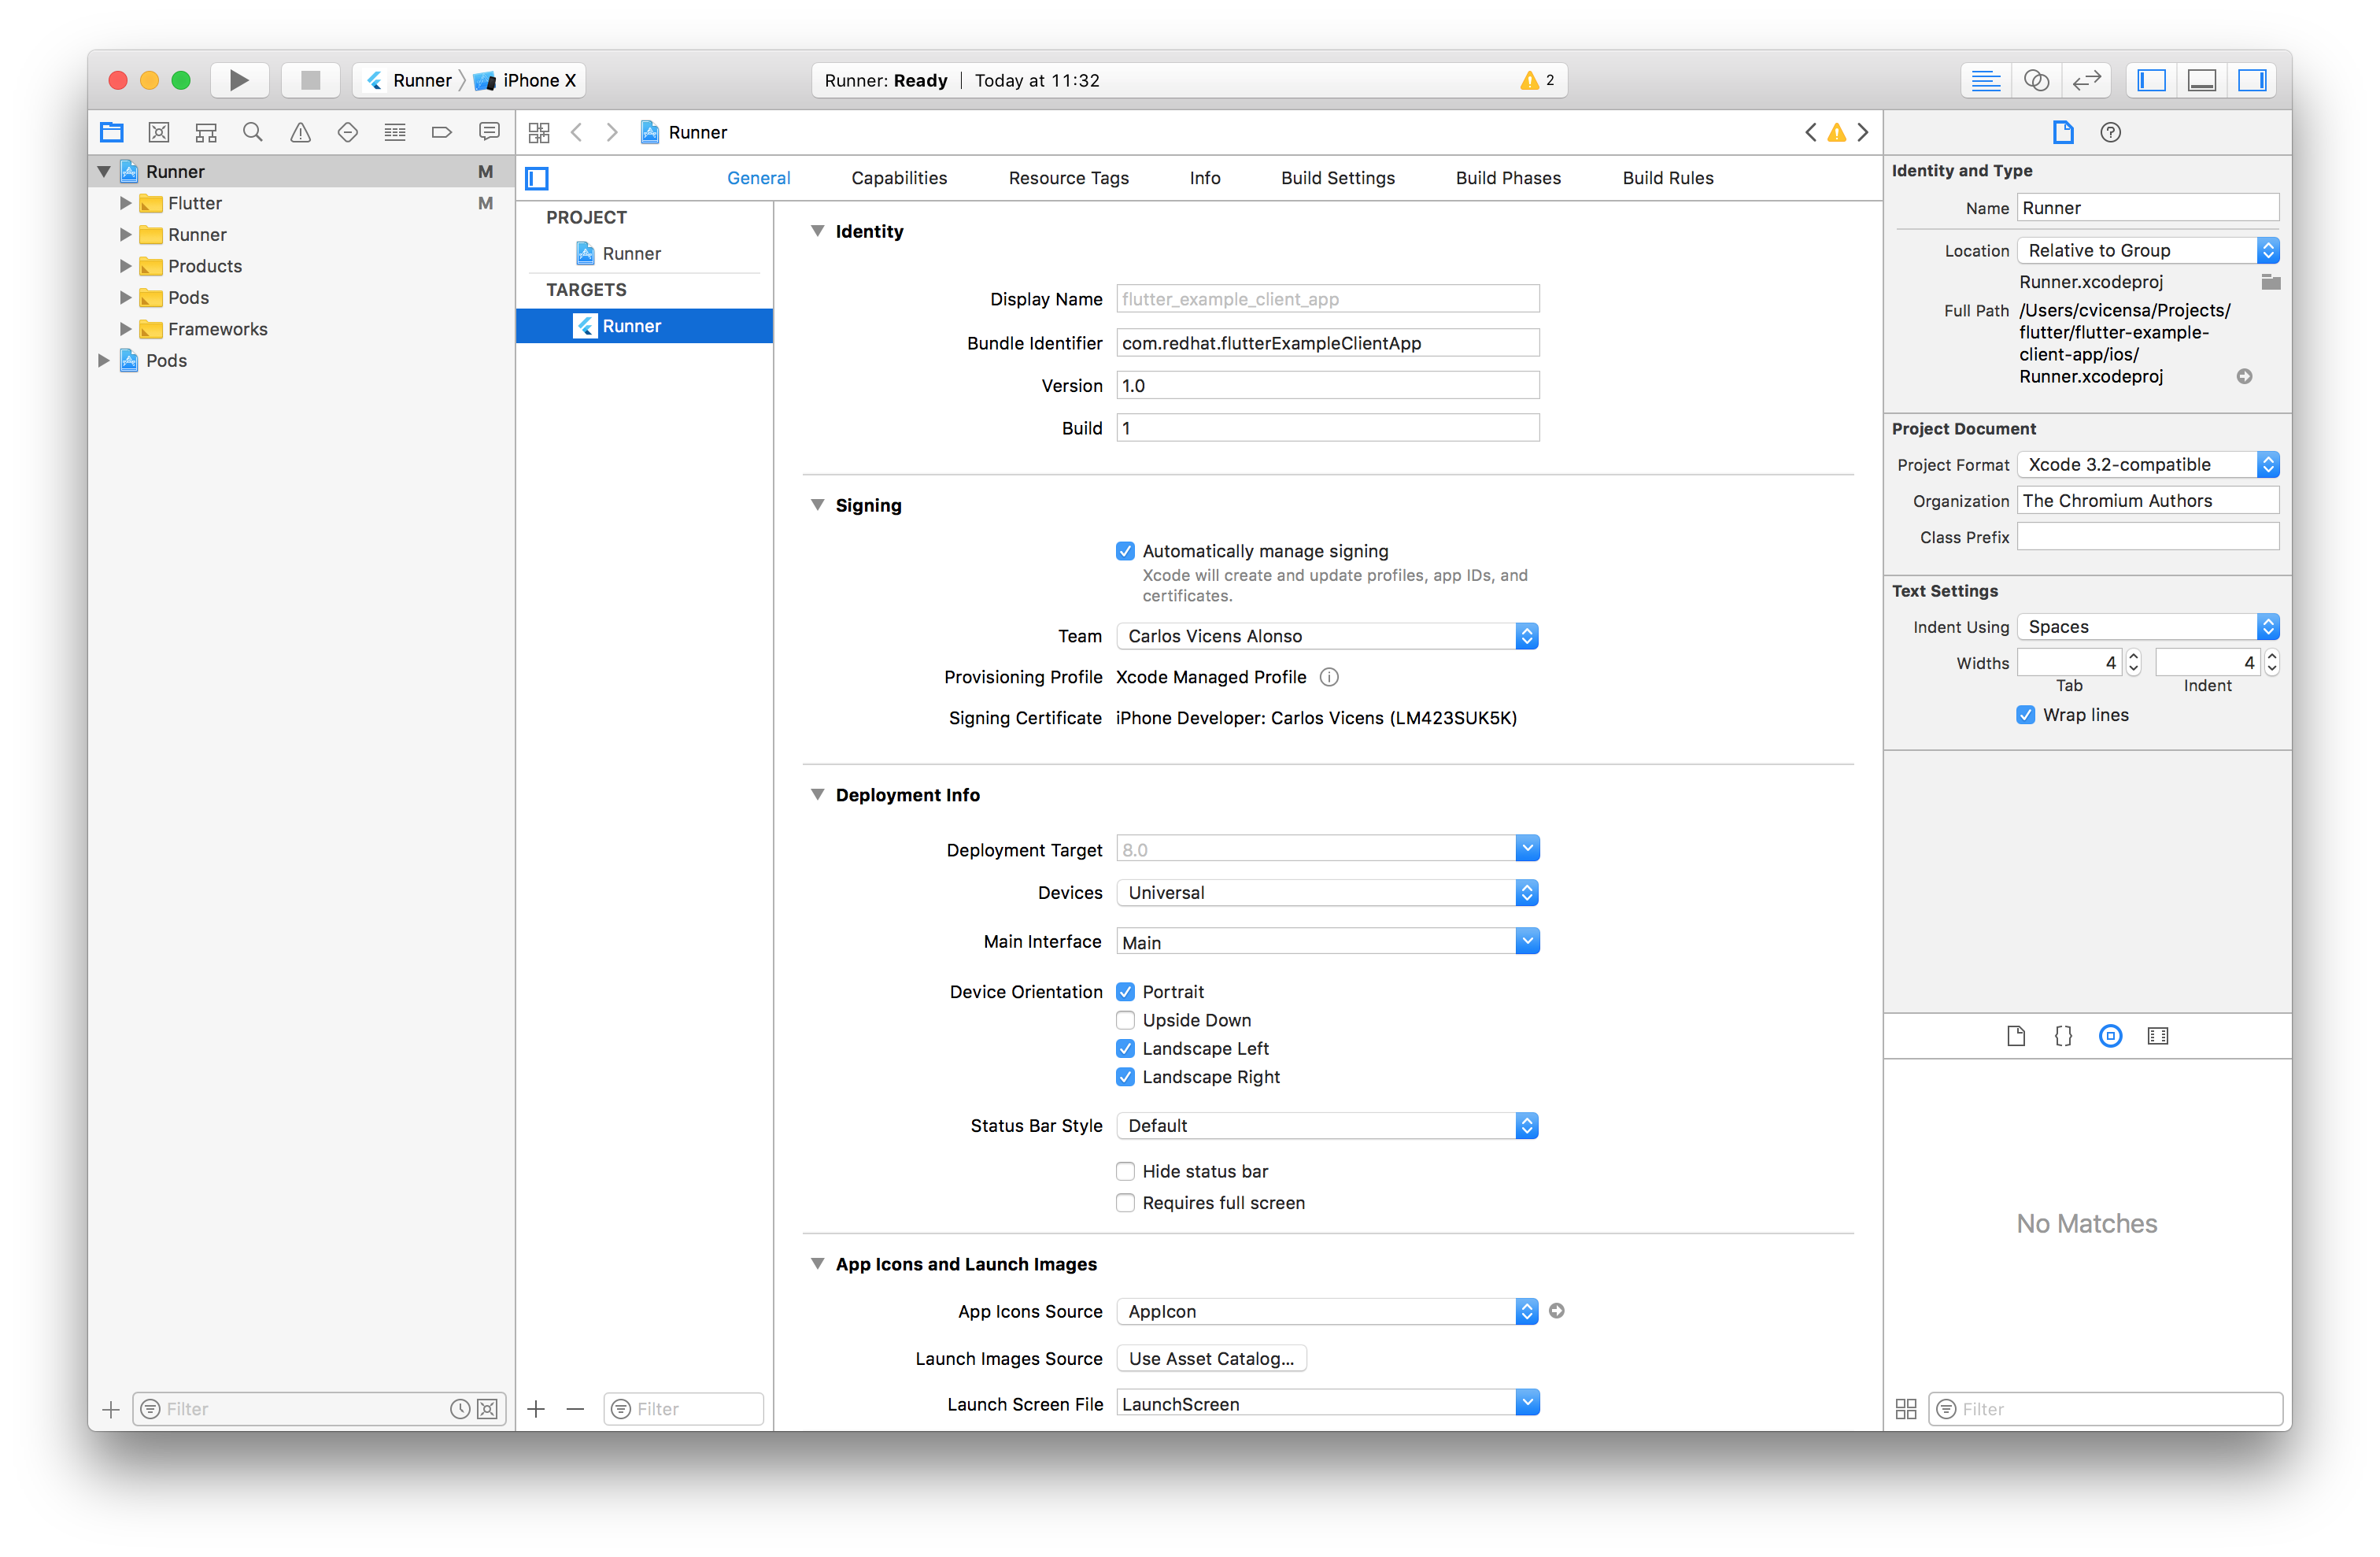 Runner iPhone X
Runner: Ready Today at 11:32
2
Runner
Runner M
Flutter M
Runner
Products
Pods
Frameworks
Pods
Filter
General Capabilities Resource Tags Info Build Settings Build Phases Build Rules
PROJECT
Runner
TARGETS
Runner
Filter
Identity
Display Name flutter_example_client_app
Bundle Identifier com.redhat.flutterExampleClientApp
Version 1.0
Build 1
Signing
Automatically manage signing
Xcode will create and update profiles, app IDs, and
certificates.
Team Carlos Vicens Alonso
Provisioning Profile Xcode Managed Profile
Signing Certificate iPhone Developer: Carlos Vicens (LM423SUK5K)
Deployment Info
Deployment Target 8.0
Devices Universal
Main Interface Main
Device Orientation Portrait
Upside Down
Landscape Left
Landscape Right
Status Bar Style Default
Hide status bar
Requires full screen
App Icons and Launch Images
App Icons Source AppIcon
Launch Images Source Use Asset Catalog...
Launch Screen File LaunchScreen
Identity and Type
Name Runner
Location Relative to Group
Runner.xcodeproj
Full Path /Users/cvicensa/Projects/
flutter/flutter-example-
client-app/ios/
Runner.xcodeproj
Project Document
Project Format Xcode 3.2-compatible
Organization The Chromium Authors
Class Prefix
Text Settings
Indent Using Spaces
Widths 4 4
Tab Indent
Wrap lines
No Matches
Filter